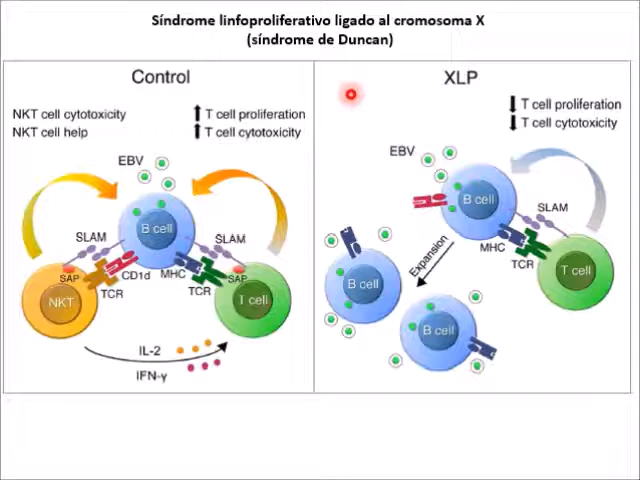 Síndrome linfoproliferativo ligado al cromosoma X
(síndrome de Duncan)
Control
NKT cell cytotoxicity
NKT cell help
T cell proliferation
T cell cytotoxicity
EBV
B cell
SLAM
SLAM
SAP
CD1d
MHC
SAP
TCR
TCR
NKT
T cell
IL-2
IFN-γ
XLP
T cell proliferation
T cell cytotoxicity
EBV
B cell
SLAM
MHC
TCR
T cell
Expansion
B cell
B cell